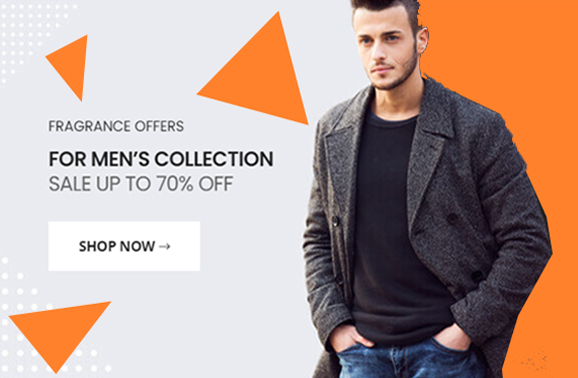 FRAGRANCE OFFERS
FOR MEN'S COLLECTION
SALE UP TO 70% OFF
SHOP NOW →